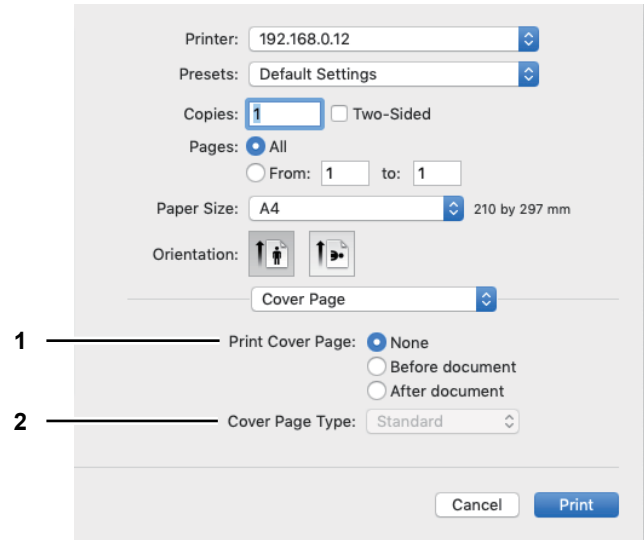 Printer: 192.168.0.12
Presets: Default Settings
Copies: 1 Two-Sided
Pages: All
From: 1 to: 1
Paper Size: A4 210 by 297 mm
Orientation:
Cover Page
1 Print Cover Page: None
Before document
After document
2 Cover Page Type: Standard
Cancel Print